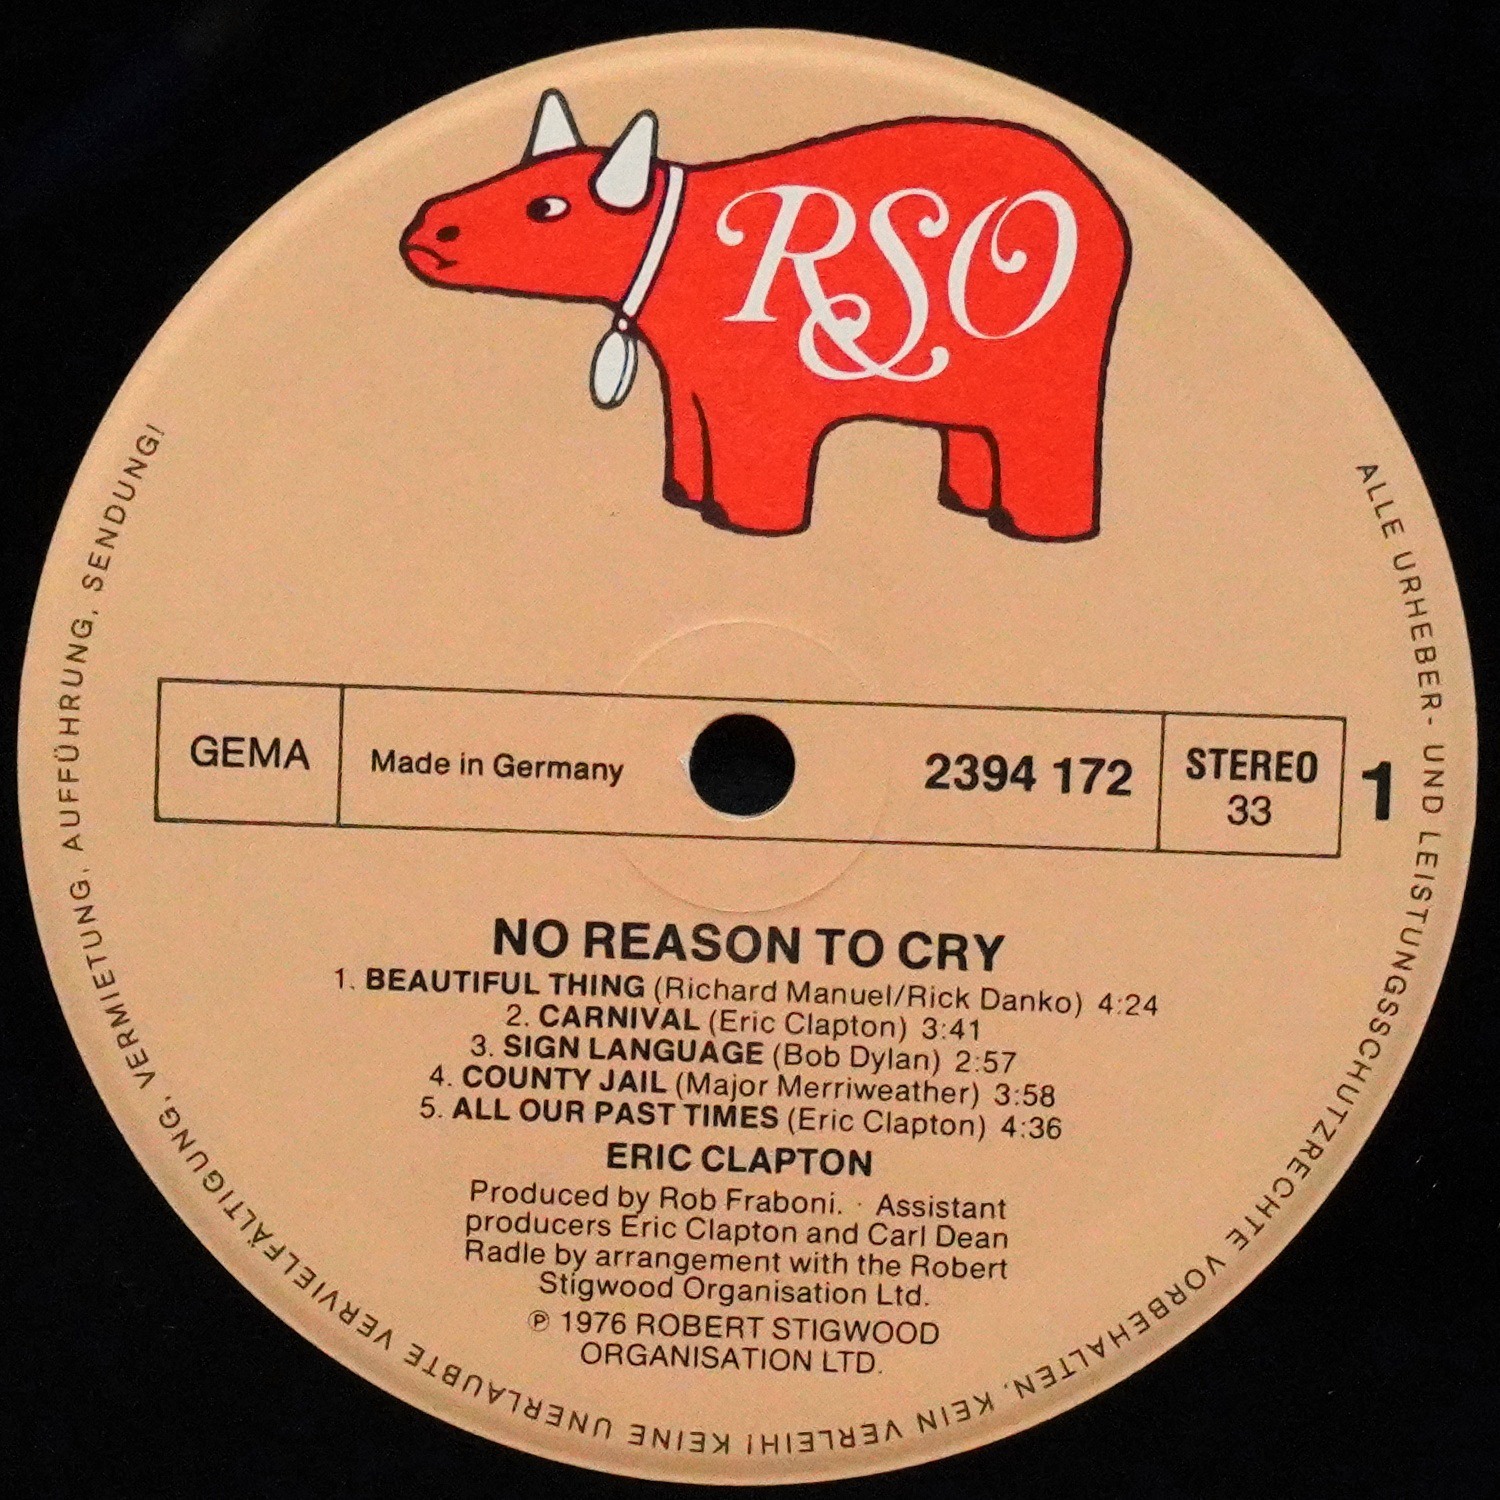 RSO
GEMA
Made in Germany
2394 172
STEREO
33
1
NO REASON TO CRY
1. BEAUTIFUL THING (Richard Manuel/Rick Danko) 4:24
2. CARNIVAL (Eric Clapton) 3:41
3. SIGN LANGUAGE (Bob Dylan) 2:57
4. COUNTY JAIL (Major Merriweather) 3:58
5. ALL OUR PAST TIMES (Eric Clapton) 4:36
ERIC CLAPTON
Produced by Rob Fraboni. · Assistant
producers Eric Clapton and Carl Dean
Radle by arrangement with the Robert
Stigwood Organisation Ltd.
℗ 1976 ROBERT STIGWOOD
ORGANISATION LTD.
ALLE URHEBER- UND LEISTUNGSSCHUTZRECHTE VORBEHALTEN. KEIN VERLEIH! KEINE UNERLAUBTE VERVIELFÄLTIGUNG, VERMIETUNG, AUFFÜHRUNG, SENDUNG!